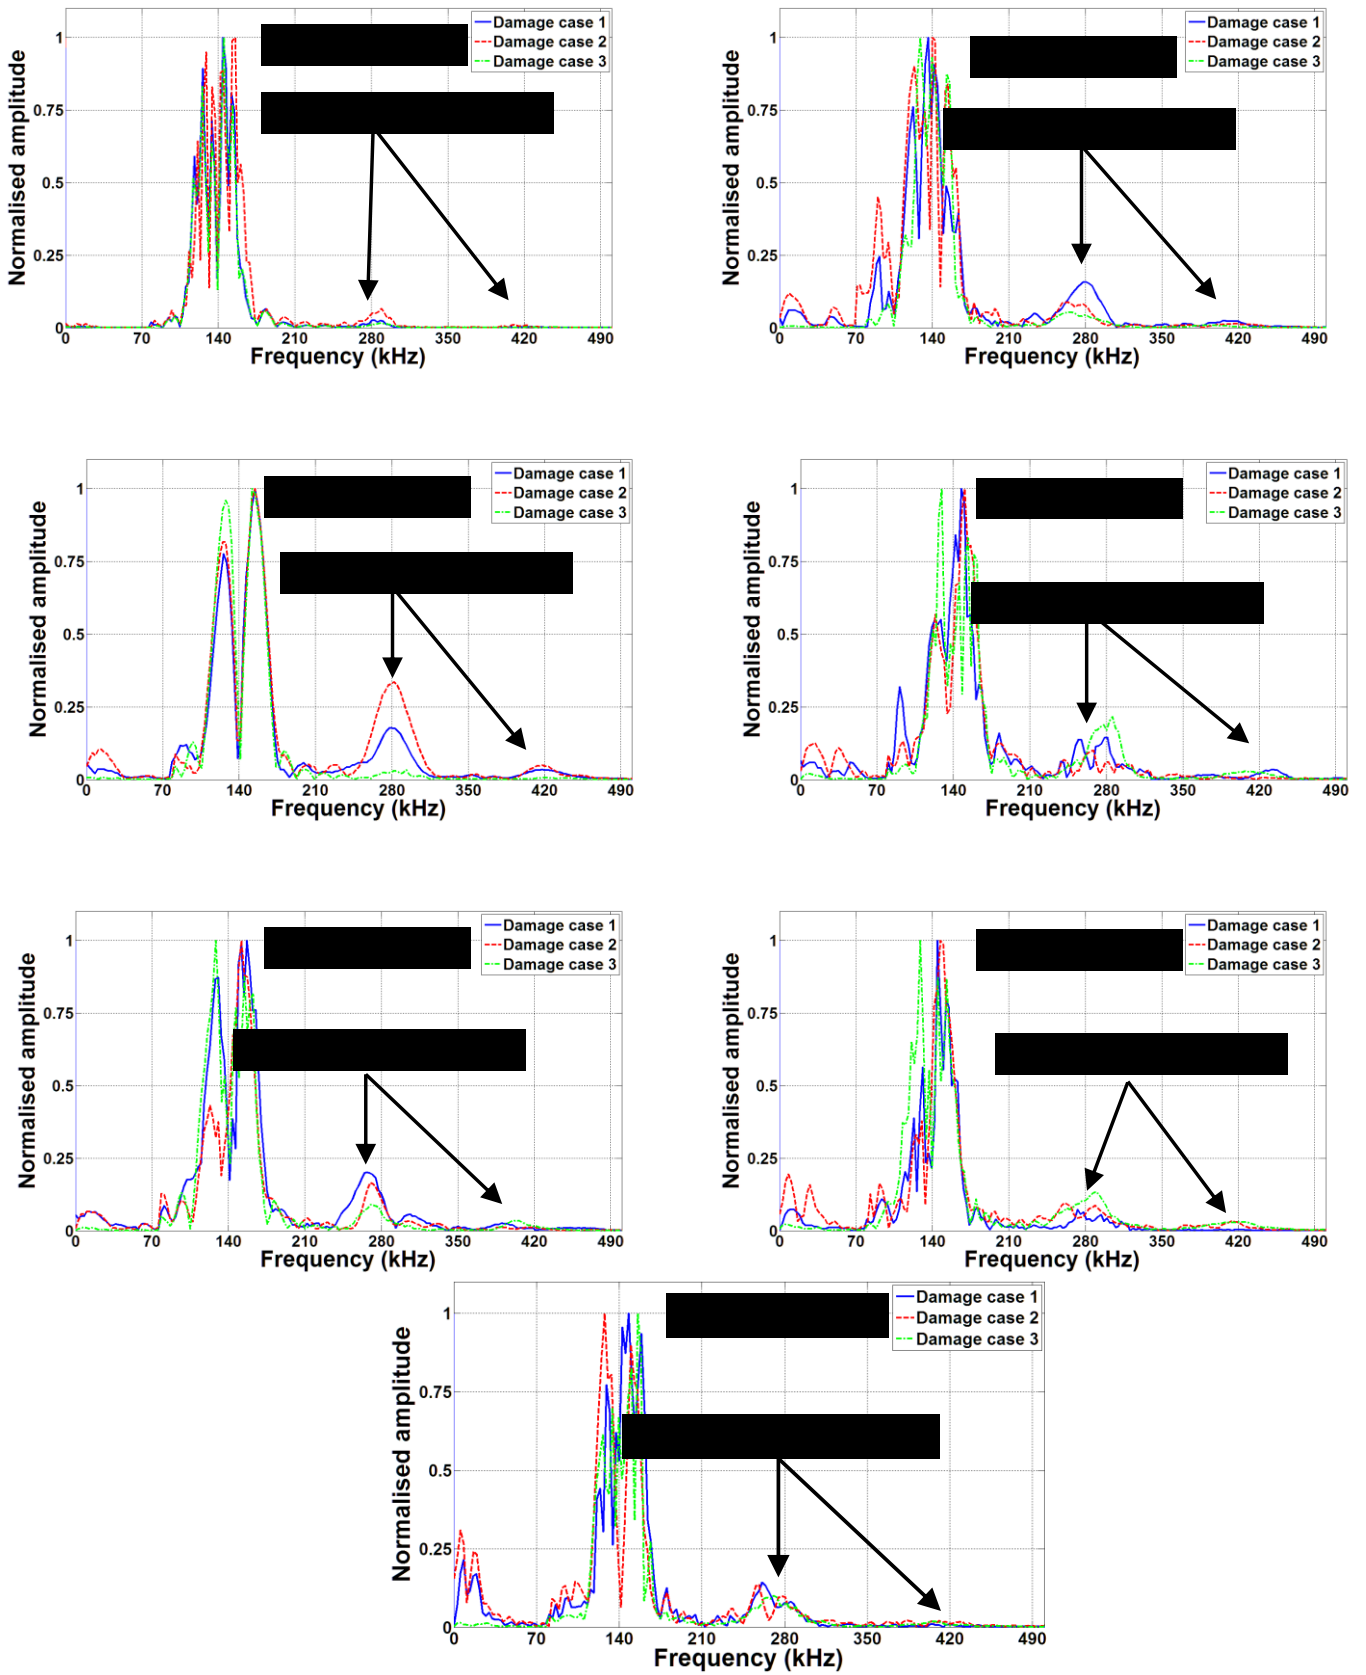 Damage case 1
Damage case 2
Damage case 3
Normalised amplitude
1
0.75
0.5
0.25
0
0 70 140 210 280 350 420 490
Frequency (kHz)
Damage case 1
Damage case 2
Damage case 3
Normalised amplitude
1
0.75
0.5
0.25
0
0 70 140 210 280 350 420 490
Frequency (kHz)
Damage case 1
Damage case 2
Damage case 3
Normalised amplitude
1
0.75
0.5
0.25
0
0 70 140 210 280 350 420 490
Frequency (kHz)
Damage case 1
Damage case 2
Damage case 3
Normalised amplitude
1
0.75
0.5
0.25
0
0 70 140 210 280 350 420 490
Frequency (kHz)
Damage case 1
Damage case 2
Damage case 3
Normalised amplitude
1
0.75
0.5
0.25
0
0 70 140 210 280 350 420 490
Frequency (kHz)
Damage case 1
Damage case 2
Damage case 3
Normalised amplitude
1
0.75
0.5
0.25
0
0 70 140 210 280 350 420 490
Frequency (kHz)
Damage case 1
Damage case 2
Damage case 3
Normalised amplitude
1
0.75
0.5
0.25
0
0 70 140 210 280 350 420 490
Frequency (kHz)